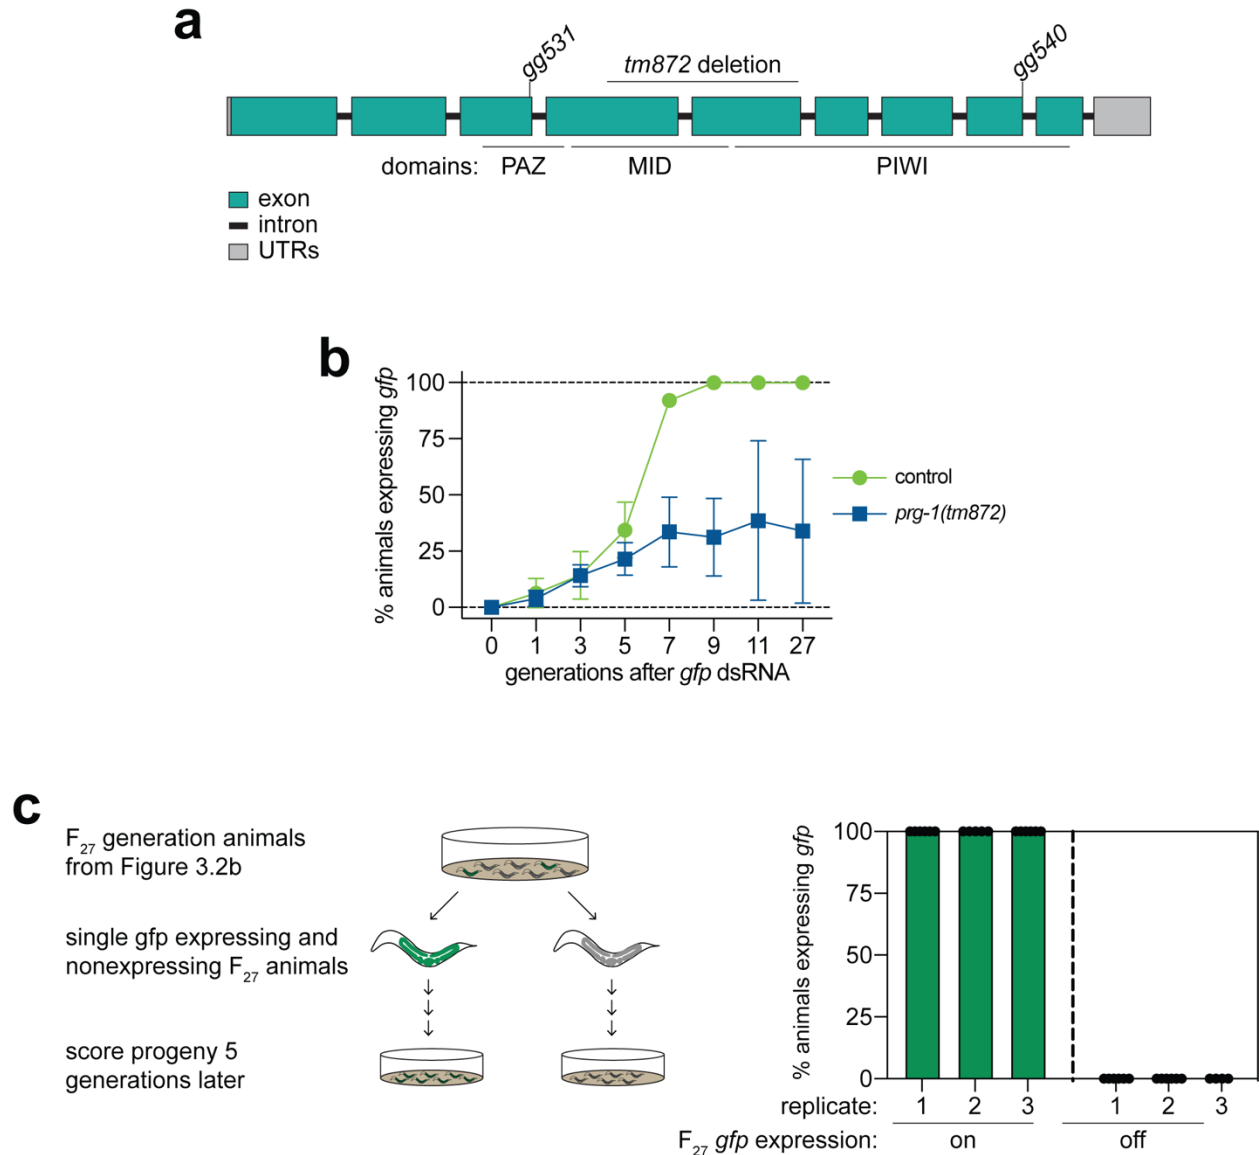 a
gg531
tm872 deletion
gg540
domains: PAZ MID PIWI
exon
intron
UTRs
b
% animals expressing gfp
100
75
50
25
0
0 1 3 5 7 9 11 27
generations after gfp dsRNA
control
prg-1(tm872)
c
F27 generation animals
from Figure 3.2b
single gfp expressing and
nonexpressing F27 animals
score progeny 5
generations later
% animals expressing gfp
100
75
50
25
0
replicate: 1 2 3 1 2 3
F27 gfp expression: on off